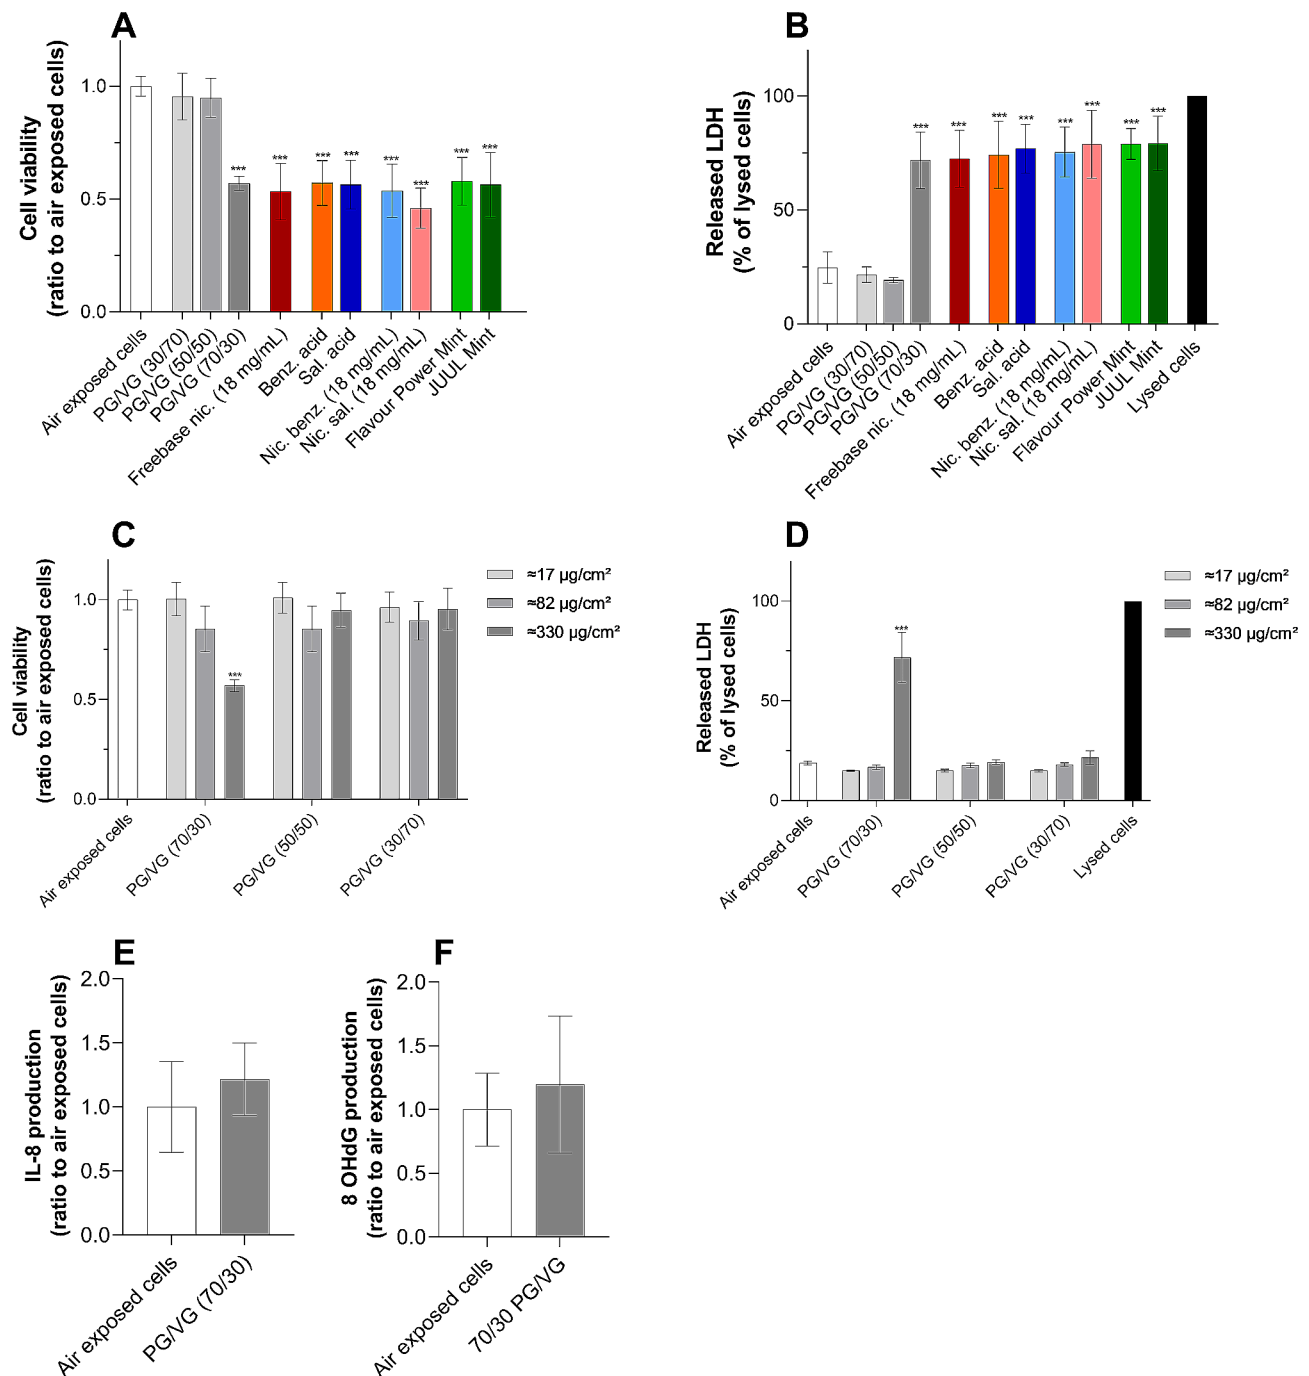 A
Cell viability
(ratio to air exposed cells)
1.0
0.5
0.0
***
***
***
***
***
***
***
***
Air exposed cells
PG/VG (30/70)
PG/VG (50/50)
PG/VG (70/30)
Freebase nic. (18 mg/mL)
Benz. acid
Sal. acid
Nic. benz. (18 mg/mL)
Nic. sal. (18 mg/mL)
Flavour Power Mint
JUUL Mint
B
Released LDH
(% of lysed cells)
100
50
0
***
***
***
***
***
***
***
***
Air exposed cells
PG/VG (30/70)
PG/VG (50/50)
PG/VG (70/30)
Freebase nic. (18 mg/mL)
Benz. acid
Sal. acid
Nic. benz. (18 mg/mL)
Nic. sal. (18 mg/mL)
Flavour Power Mint
JUUL Mint
Lysed cells
C
Cell viability
(ratio to air exposed cells)
1.0
0.5
0.0
***
Air exposed cells
PG/VG (70/30)
PG/VG (50/50)
PG/VG (30/70)
≈17 µg/cm²
≈82 µg/cm²
≈330 µg/cm²
D
Released LDH
(% of lysed cells)
100
50
0
***
Air exposed cells
PG/VG (70/30)
PG/VG (50/50)
PG/VG (30/70)
Lysed cells
≈17 µg/cm²
≈82 µg/cm²
≈330 µg/cm²
E
IL-8 production
(ratio to air exposed cells)
2.0
1.5
1.0
0.5
0.0
Air exposed cells
PG/VG (70/30)
F
8 OHdG production
(ratio to air exposed cells)
2.0
1.5
1.0
0.5
0.0
Air exposed cells
70/30 PG/VG